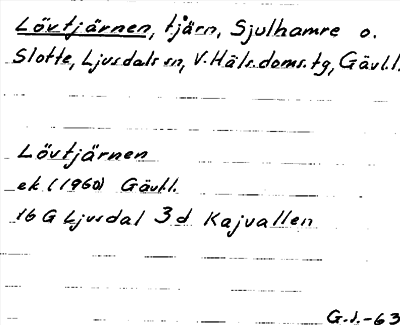 Lövtjärnen, tjärn, Sjulhamre o.
Slotte, Ljusdals sn, V. Häls. doms. tg, Gävl. l.
Lövtjärnen
ek (1960) Gävl. l.
16 G Ljusdal 3 d Kajvallen
G.I.-63